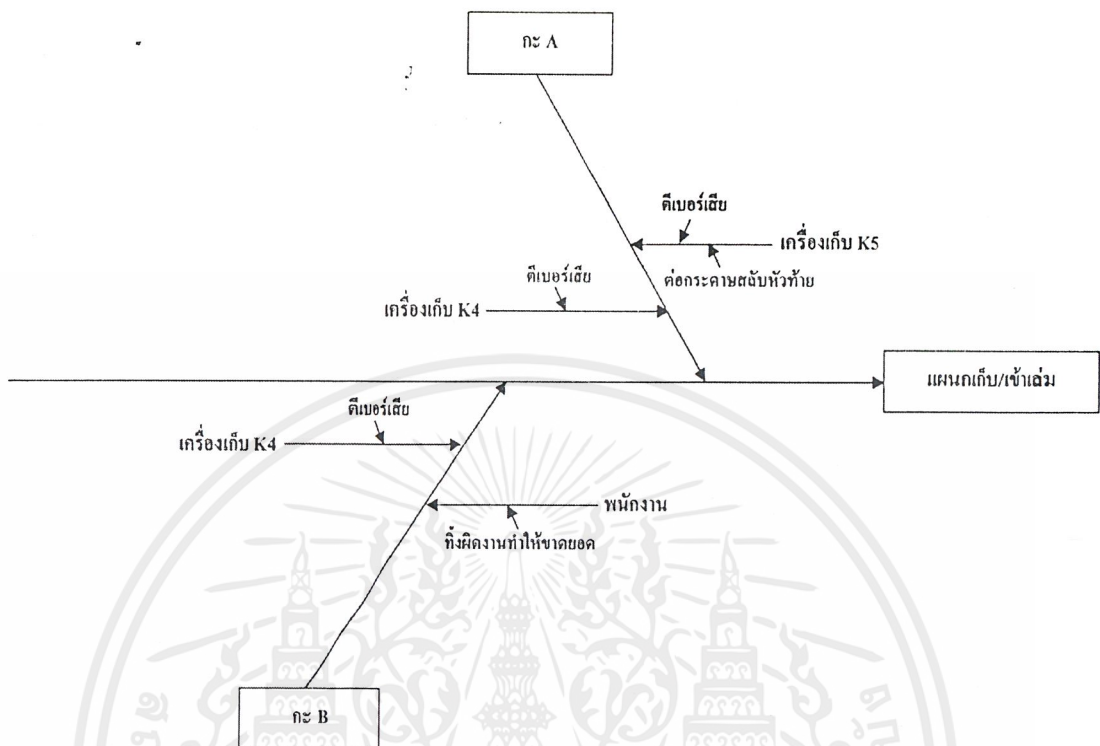 กะ A
ดีเบอร์เสีย
เครื่องเก็บ K5
ต่อกระดาษสลับหัวท้าย
ดีเบอร์เสีย
เครื่องเก็บ K4
แผนกเก็บ/เข้าเล่ม
ดีเบอร์เสีย
เครื่องเก็บ K4
พนักงาน
ทิ้งผิดงานทำให้ขาดยอด
กะ B